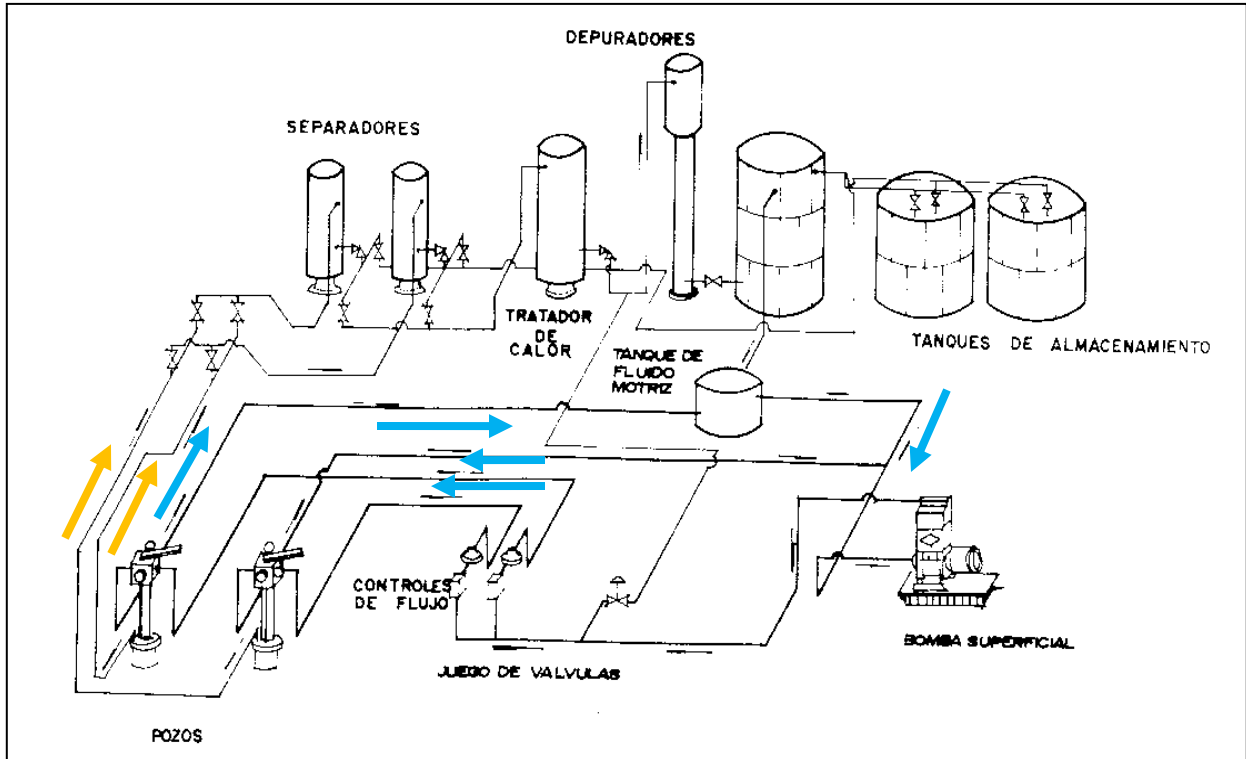 DEPURADORES
SEPARADORES
TRATADOR
DE
CALOR
TANQUE DE
FLUIDO
MOTRIZ
TANQUES DE ALMACENAMIENTO
CONTROLES
DE FLUJO
BOMBA SUPERFICIAL
JUEGO DE VALVULAS
POZOS